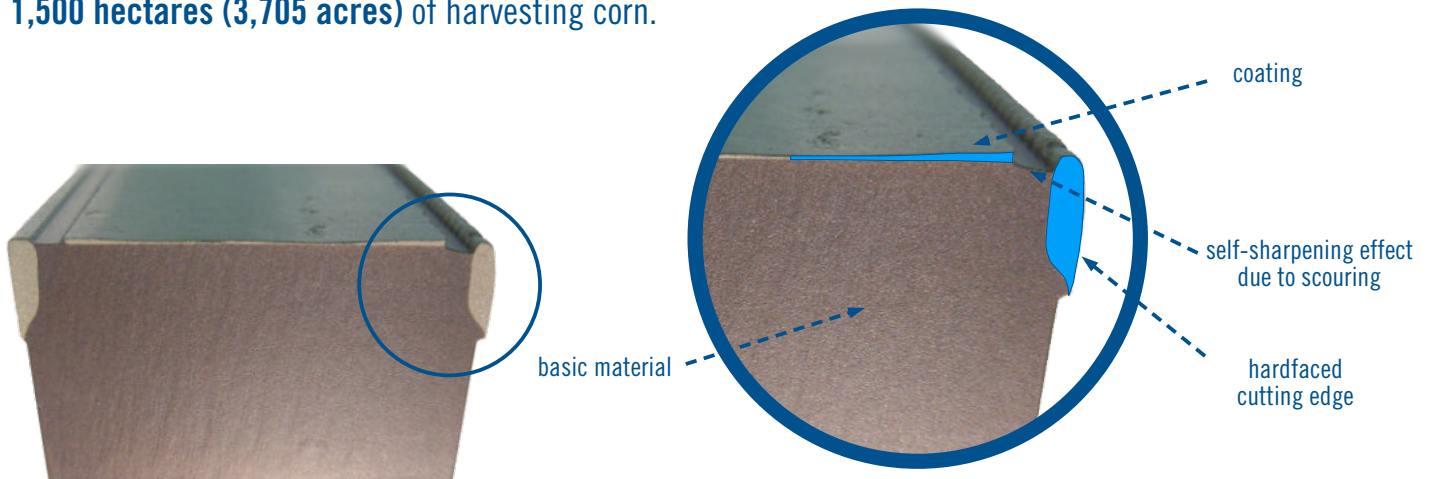 1,500 hectares (3,705 acres) of harvesting corn.
coating
self-sharpening effect
due to scouring
basic material
hardfaced
cutting edge